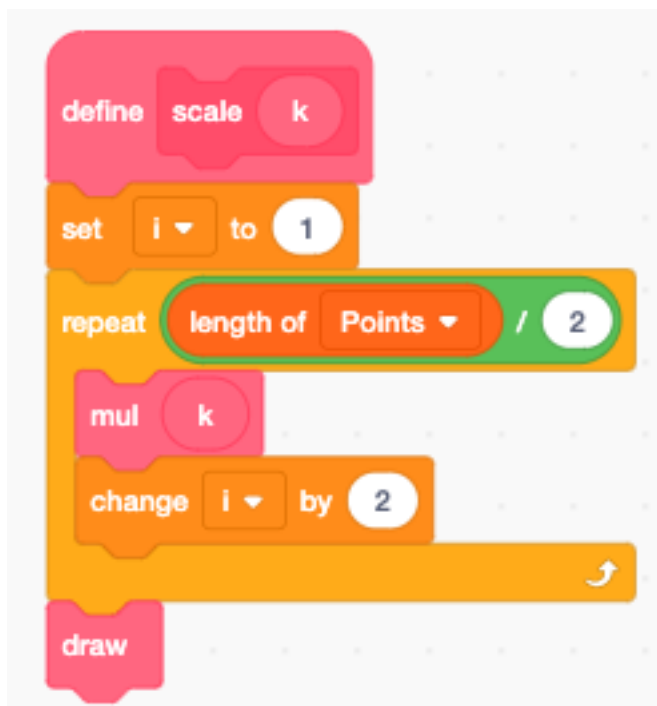 define scale k
set i to 1
repeat length of Points / 2
mul k
change i by 2
draw